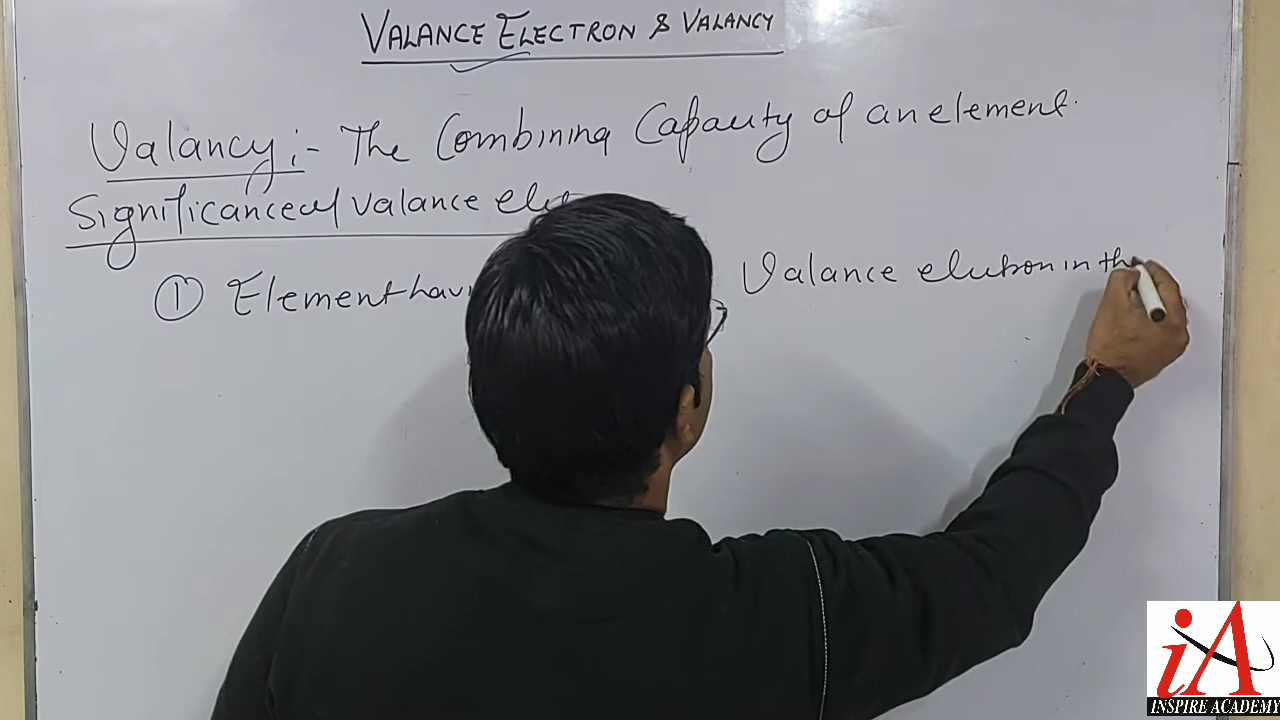 VALANCE ELECTRON & VALANCY
Valancy :- The Combining Capacity of an element.
Significance of valance ele
① Element havi Valance electron in th
iA
INSPIRE ACADEMY